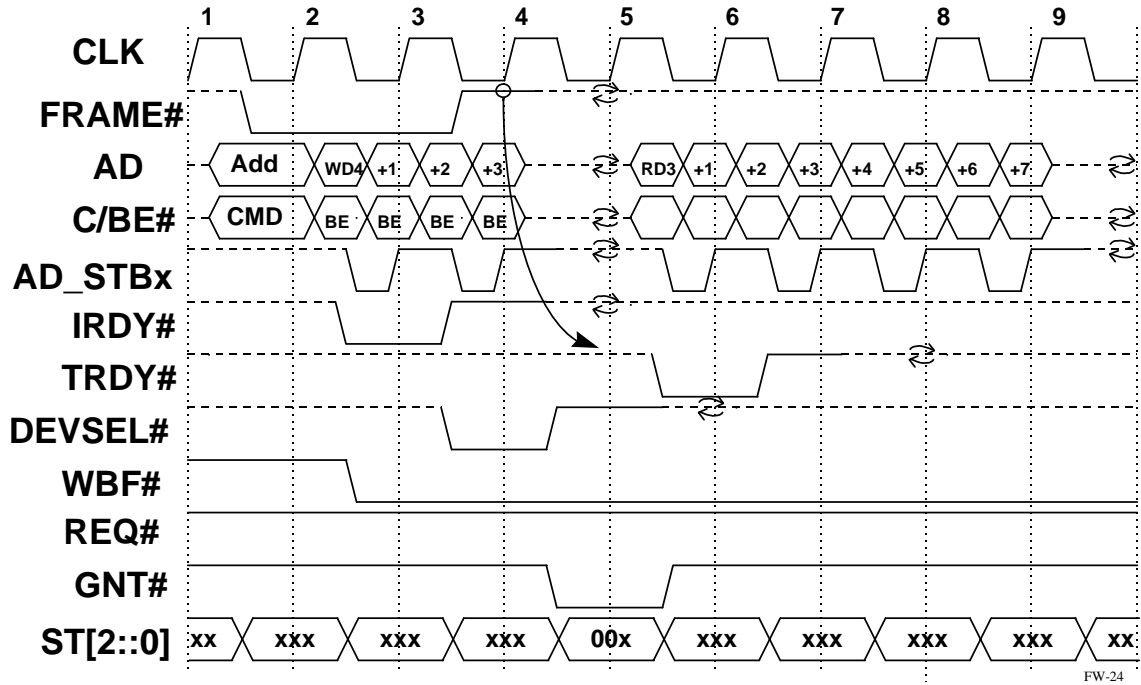 1 2 3 4 5 6 7 8 9
CLK
FRAME#
AD Add WD4 +1 +2 +3 RD3 +1 +2 +3 +4 +5 +6 +7
C/BE# CMD BE BE BE BE
AD_STBx
IRDY#
TRDY#
DEVSEL#
WBF#
REQ#
GNT#
ST[2::0] xx xxx xxx xxx 00x xxx xxx xxx xxx xx
FW-24